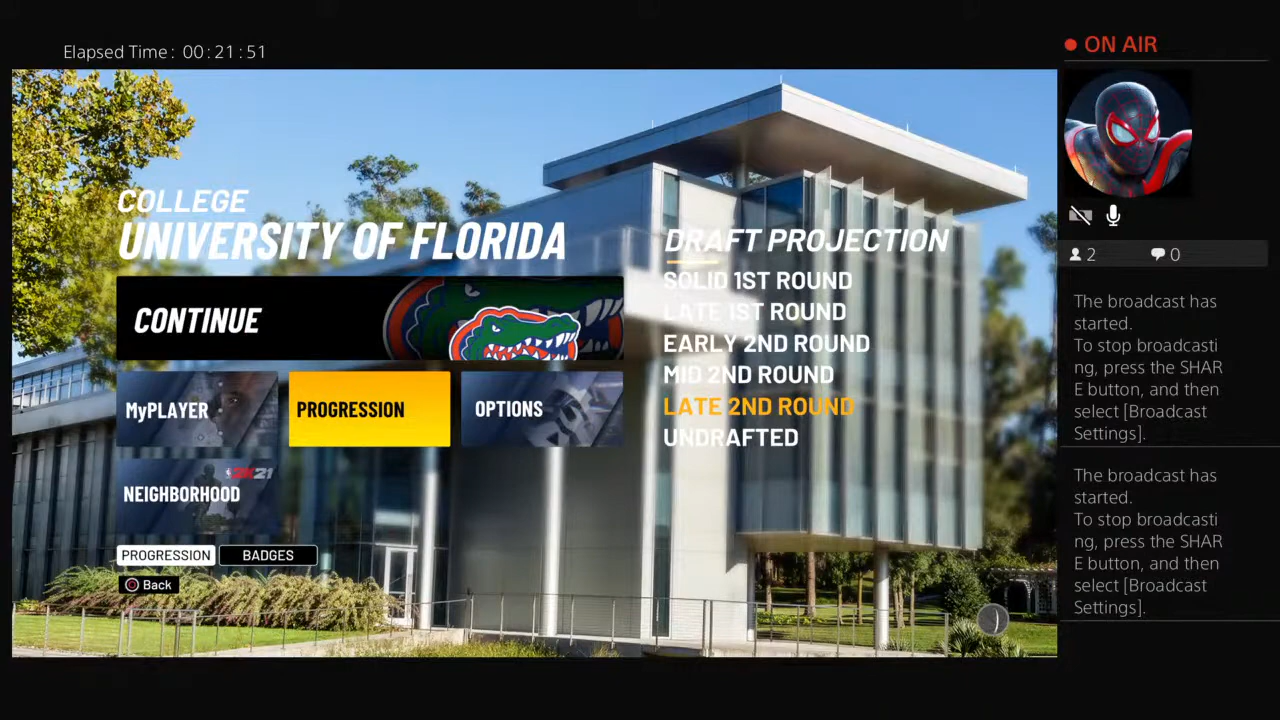 Elapsed Time: 00:21:51
ON AIR
COLLEGE
UNIVERSITY OF FLORIDA
CONTINUE
MyPLAYER
PROGRESSION
OPTIONS
2K21
NEIGHBORHOOD
PROGRESSION
BADGES
Back
DRAFT PROJECTION
SOLID 1ST ROUND
LATE 1ST ROUND
EARLY 2ND ROUND
MID 2ND ROUND
LATE 2ND ROUND
UNDRAFTED
2
0
The broadcast has
started.
To stop broadcasti
ng, press the SHAR
E button, and then
select [Broadcast
Settings].
The broadcast has
started.
To stop broadcasti
ng, press the SHAR
E button, and then
select [Broadcast
Settings].